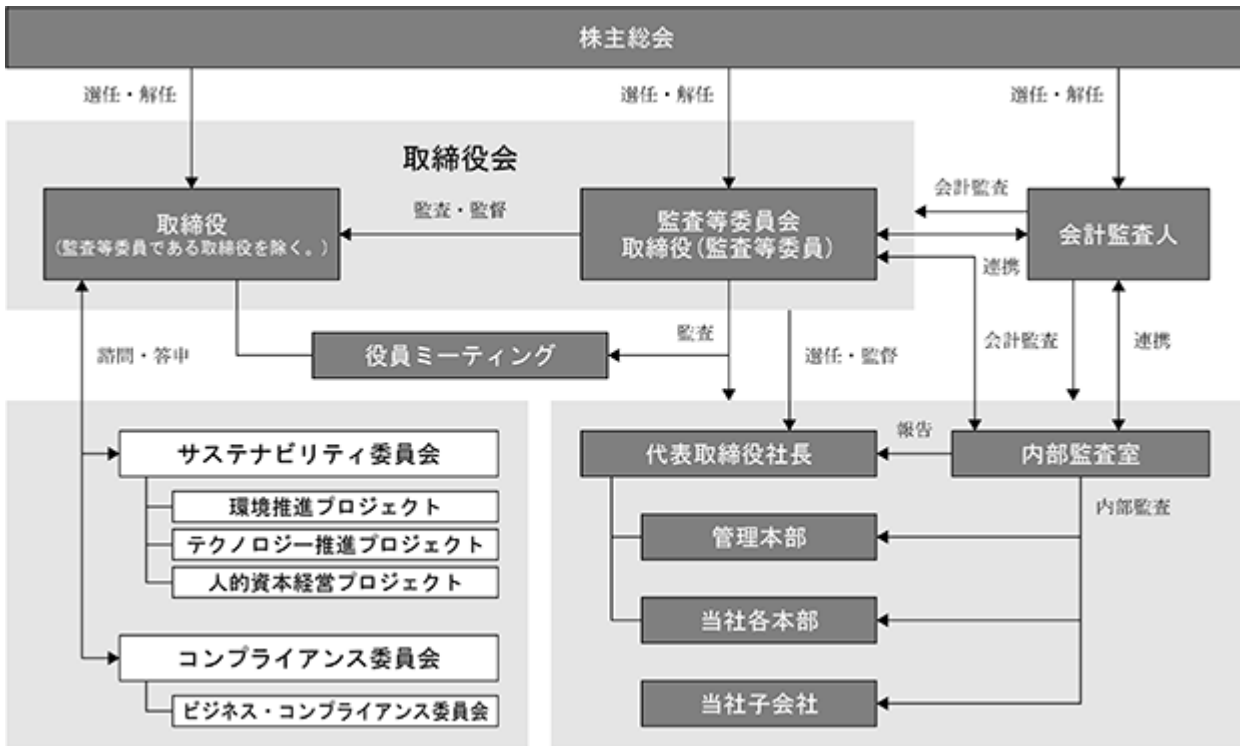 株主総会
選任・解任
選任・解任
選任・解任
取締役会
取締役
(監査等委員である取締役を除く。)
監査・監督
監査等委員会
取締役(監査等委員)
会計監査
会計監査人
連携
諮問・答申
役員ミーティング
監査
選任・監督
会計監査
連携
サステナビリティ委員会
環境推進プロジェクト
テクノロジー推進プロジェクト
人的資本経営プロジェクト
コンプライアンス委員会
ビジネス・コンプライアンス委員会
代表取締役社長
報告
内部監査室
内部監査
管理本部
当社各本部
当社子会社